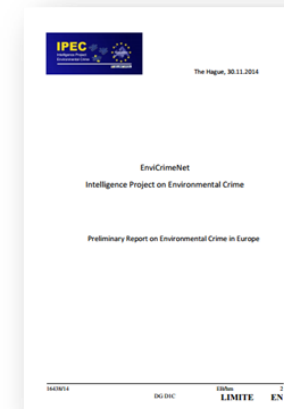 IPEC
Intelligence Project
Environmental Crime
The Hague, 30.11.2014
EnviCrimeNet
Intelligence Project on Environmental Crime
Preliminary Report on Environmental Crime in Europe
16438/14
2
DG D1C
LIMITE
EN